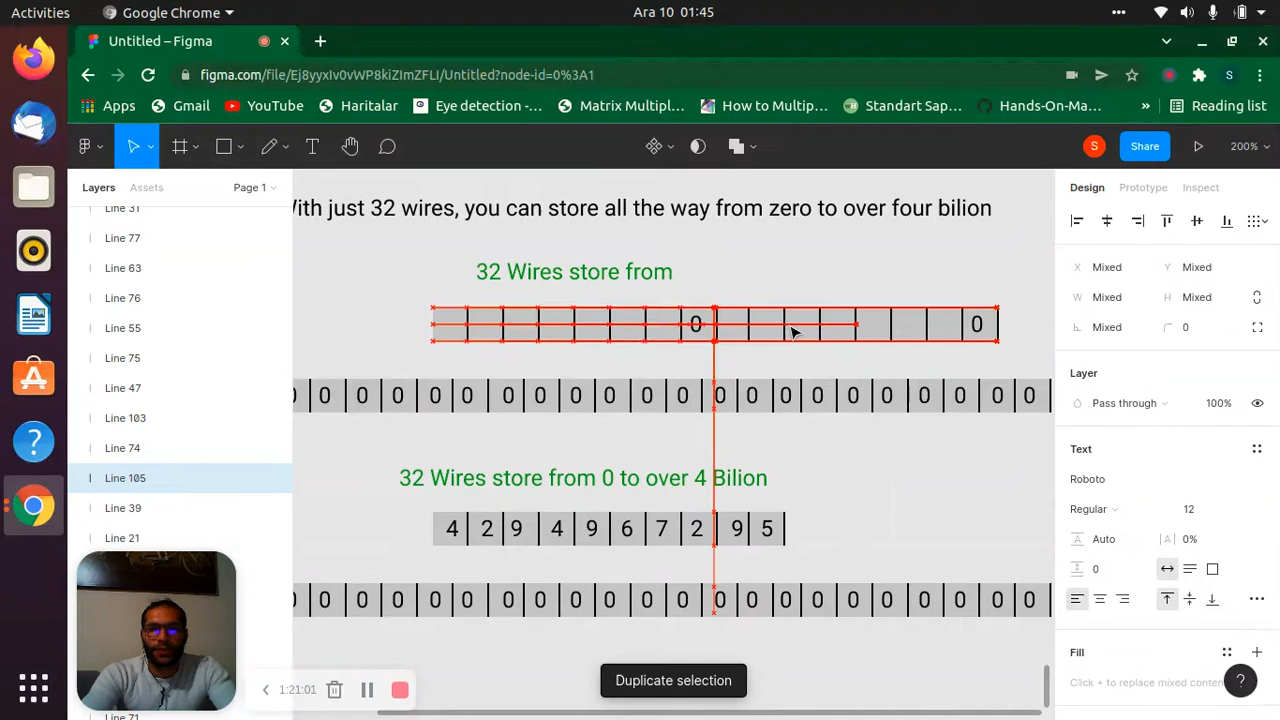 Activities
Google Chrome
Ara 10 01:45
Untitled – Figma
figma.com/file/Ej8yyxIv0vWP8kiZImZFLI/Untitled?node-id=0%3A1
S
Apps
Gmail
YouTube
Haritalar
Eye detection -...
Matrix Multipl...
How to Multip...
Standart Sap...
Hands-On-Ma...
»
Reading list
S
Share
200%
Layers
Assets
Page 1
Design
Prototype
Inspect
Line 31
Line 77
Line 63
Line 76
Line 55
Line 75
Line 47
Line 103
Line 74
Line 105
Line 39
Line 21
Line 71
With just 32 wires, you can store all the way from zero to over four bilion
32 Wires store from
0 0
0 0 0 0 0 0 0 0 0 0 0 0 0 0 0 0 0 0 0 0 0 0
32 Wires store from 0 to over 4 Bilion
4 2 9 4 9 6 7 2 9 5
0 0 0 0 0 0 0 0 0 0 0 0 0 0 0 0 0 0 0 0 0 0
Duplicate selection
1:21:01
X Mixed Y Mixed
W Mixed H Mixed
Mixed 0
Layer
Pass through 100%
Text
Roboto
Regular 12
Auto 0%
0
Fill
Click + to replace mixed conten
?